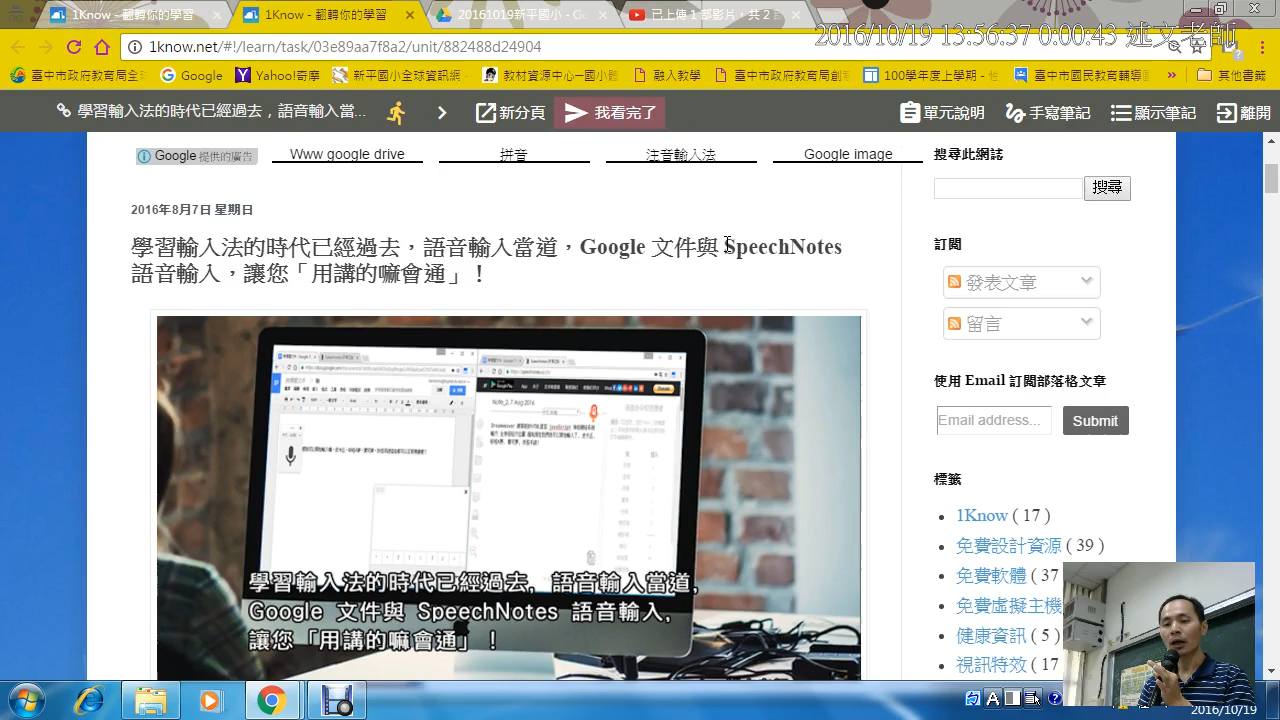 1Know - 翻轉你的學習
1Know - 翻轉你的學習
20161019新平國小 - Go
已上傳 1 部影片，共 2 部
2016/10/19 13:56:37 0:00:43 述文老師
1know.net/#!/learn/task/03e89aa7f8a2/unit/882488d24904
臺中市政府教育局全球
Google
Yahoo!奇摩
新平國小全球資訊網 -
教材資源中心─國小體
融入教學
臺中市政府教育局創
100學年度上學期 - 性
臺中市國民教育輔導團
»
其他書籤
學習輸入法的時代已經過去，語音輸入當...
新分頁
我看完了
單元說明
手寫筆記
顯示筆記
離開
Google 提供的廣告
Www google drive
拼音
注音輸入法
Google image
搜尋此網誌
搜尋
2016年8月7日 星期日
學習輸入法的時代已經過去，語音輸入當道，Google 文件與 SpeechNotes
語音輸入，讓您「用講的嘛會通」！
訂閱
發表文章
留言
使用 Email 訂閱部落格文章
Email address...
Submit
標籤
1Know ( 17 )
免費設計資源 ( 39 )
免費軟體 ( 37
免費虛擬主機
健康資訊 ( 5 )
視訊特效 ( 17
Note_2, 7 Aug 2016
學習輸入法的時代已經過去，語音輸入當道，
Google 文件與 SpeechNotes 語音輸入，
讓您「用講的嘛會通」！
2016/10/19